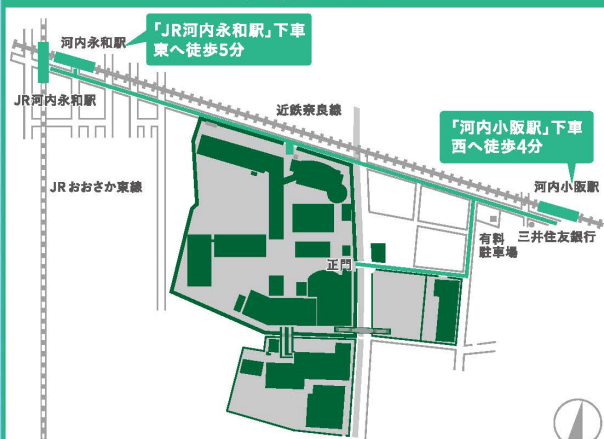 「JR河内永和駅」下車
東へ徒歩5分
河内永和駅
JR河内永和駅
近鉄奈良線
「河内小阪駅」下車
西へ徒歩4分
JRおおさか東線
河内小阪駅
有料
駐車場
三井住友銀行
正門